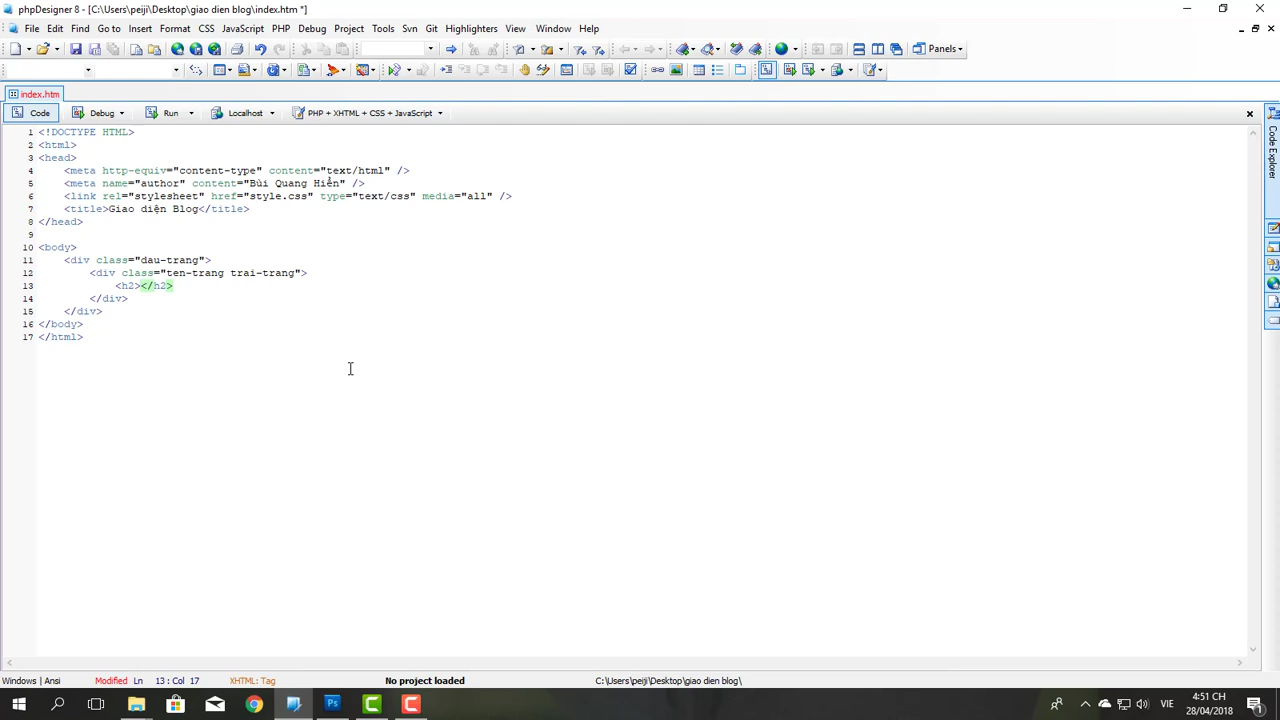 phpDesigner 8 - [C:\Users\peiji\Desktop\giao dien blog\index.htm *]
File Edit Find Go to Insert Format CSS JavaScript PHP Debug Project Tools Svn Git Highlighters View Window Help
Panels
index.htm
Code Debug Run Localhost PHP + XHTML + CSS + JavaScript
Code Explorer
1 <!DOCTYPE HTML>
2 <html>
3 <head>
4 <meta http-equiv="content-type" content="text/html" />
5 <meta name="author" content="Bùi Quang Hiển" />
6 <link rel="stylesheet" href="style.css" type="text/css" media="all" />
7 <title>Giao diện Blog</title>
8 </head>
9
10 <body>
11 <div class="dau-trang">
12 <div class="ten-trang trai-trang">
13 <h2></h2>
14 </div>
15 </div>
16 </body>
17 </html>
Windows | Ansi Modified Ln 13 : Col 17 XHTML: Tag No project loaded C:\Users\peiji\Desktop\giao dien blog\
Ps VIE 4:51 CH
28/04/2018 1